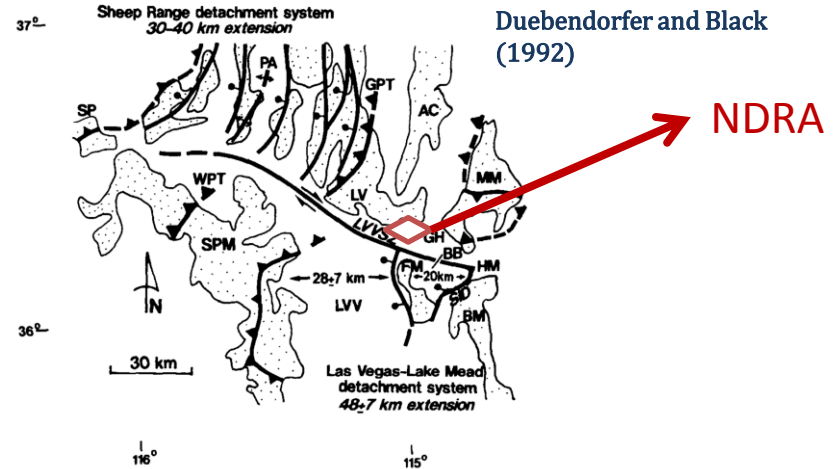 37°
Sheep Range detachment system
30-40 km extension
Duebendorfer and Black
(1992)
PA
GPT
SP
AC
NDRA
WPT
MM
LV
SPM
LVVSZ
GH
BB
FM
HM
28±7 km
20km
SID
N
LVV
BM
36°
30 km
Las Vegas-Lake Mead
detachment system
48±7 km extension
116°
115°